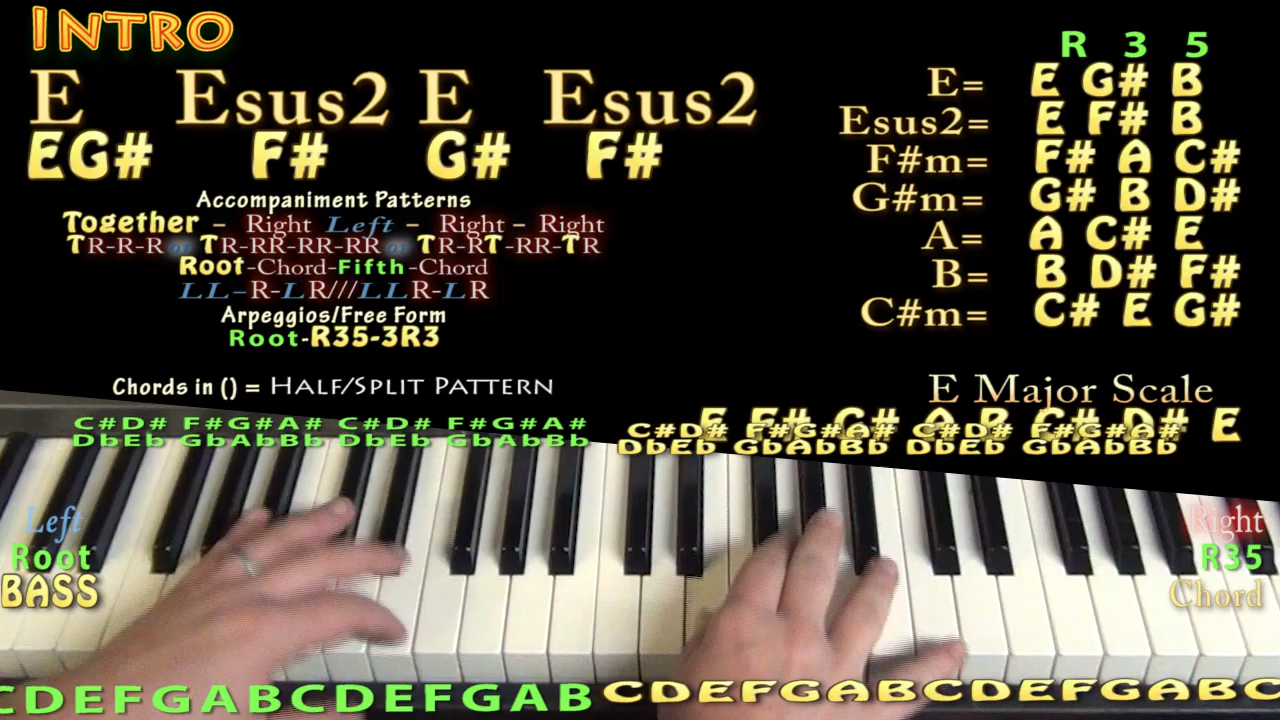 INTRO
E Esus2 E Esus2
EG# F# G# F#
Accompaniment Patterns
Together – Right Left – Right – Right
TR-R-R or TR-RR-RR-RR or TR-RT-RR-TR
Root-Chord-Fifth-Chord
LL–R-LR///LLR-LR
Arpeggios/Free Form
Root-R35-3R3
Chords in () = Half/Split Pattern
R 3 5
E= E G# B
Esus2= E F# B
F#m= F# A C#
G#m= G# B D#
A= A C# E
B= B D# F#
C#m= C# E G#
E Major Scale
E F# G# A B C# D# E
C#D# F#G#A# C#D# F#G#A#
DbEb GbAbBb DbEb GbAbBb
C#D# F#G#A# C#D# F#G#A#
DbEb GbAbBb DbEb GbAbBb
Left
Root
BASS
Right
R35
Chord
CDEFGABCDEFGAB
CDEFGABCDEFGABC